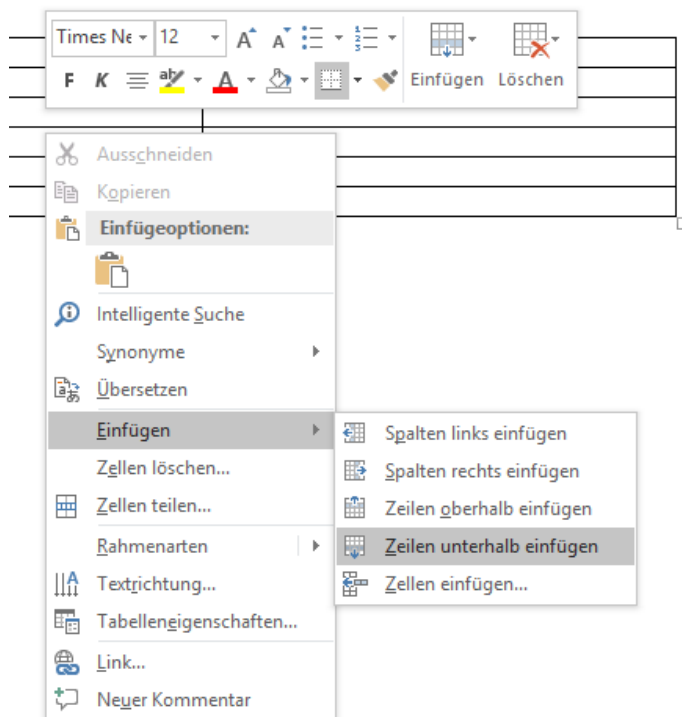 Times Ne 12 A A
F K ab A Einfügen Löschen
Ausschneiden
Kopieren
Einfügeoptionen:
Intelligente Suche
Synonyme
Übersetzen
Einfügen
Zellen löschen...
Zellen teilen...
Rahmenarten
Textrichtung...
Tabelleneigenschaften...
Link...
Neuer Kommentar
Spalten links einfügen
Spalten rechts einfügen
Zeilen oberhalb einfügen
Zeilen unterhalb einfügen
Zellen einfügen...